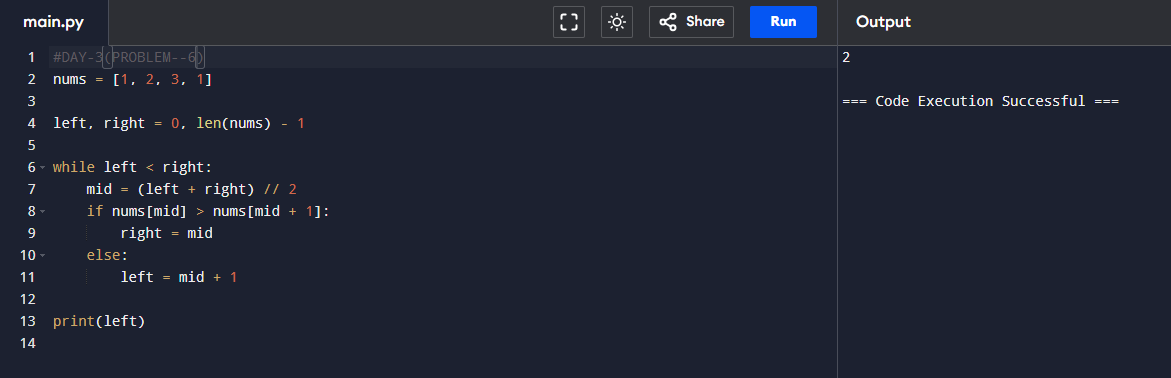 main.py
Share
Run
Output
1 #DAY-3(PROBLEM--6)
2 nums = [1, 2, 3, 1]
3
4 left, right = 0, len(nums) - 1
5
6 while left < right:
7     mid = (left + right) // 2
8     if nums[mid] > nums[mid + 1]:
9         right = mid
10     else:
11         left = mid + 1
12
13 print(left)
14
2
=== Code Execution Successful ===